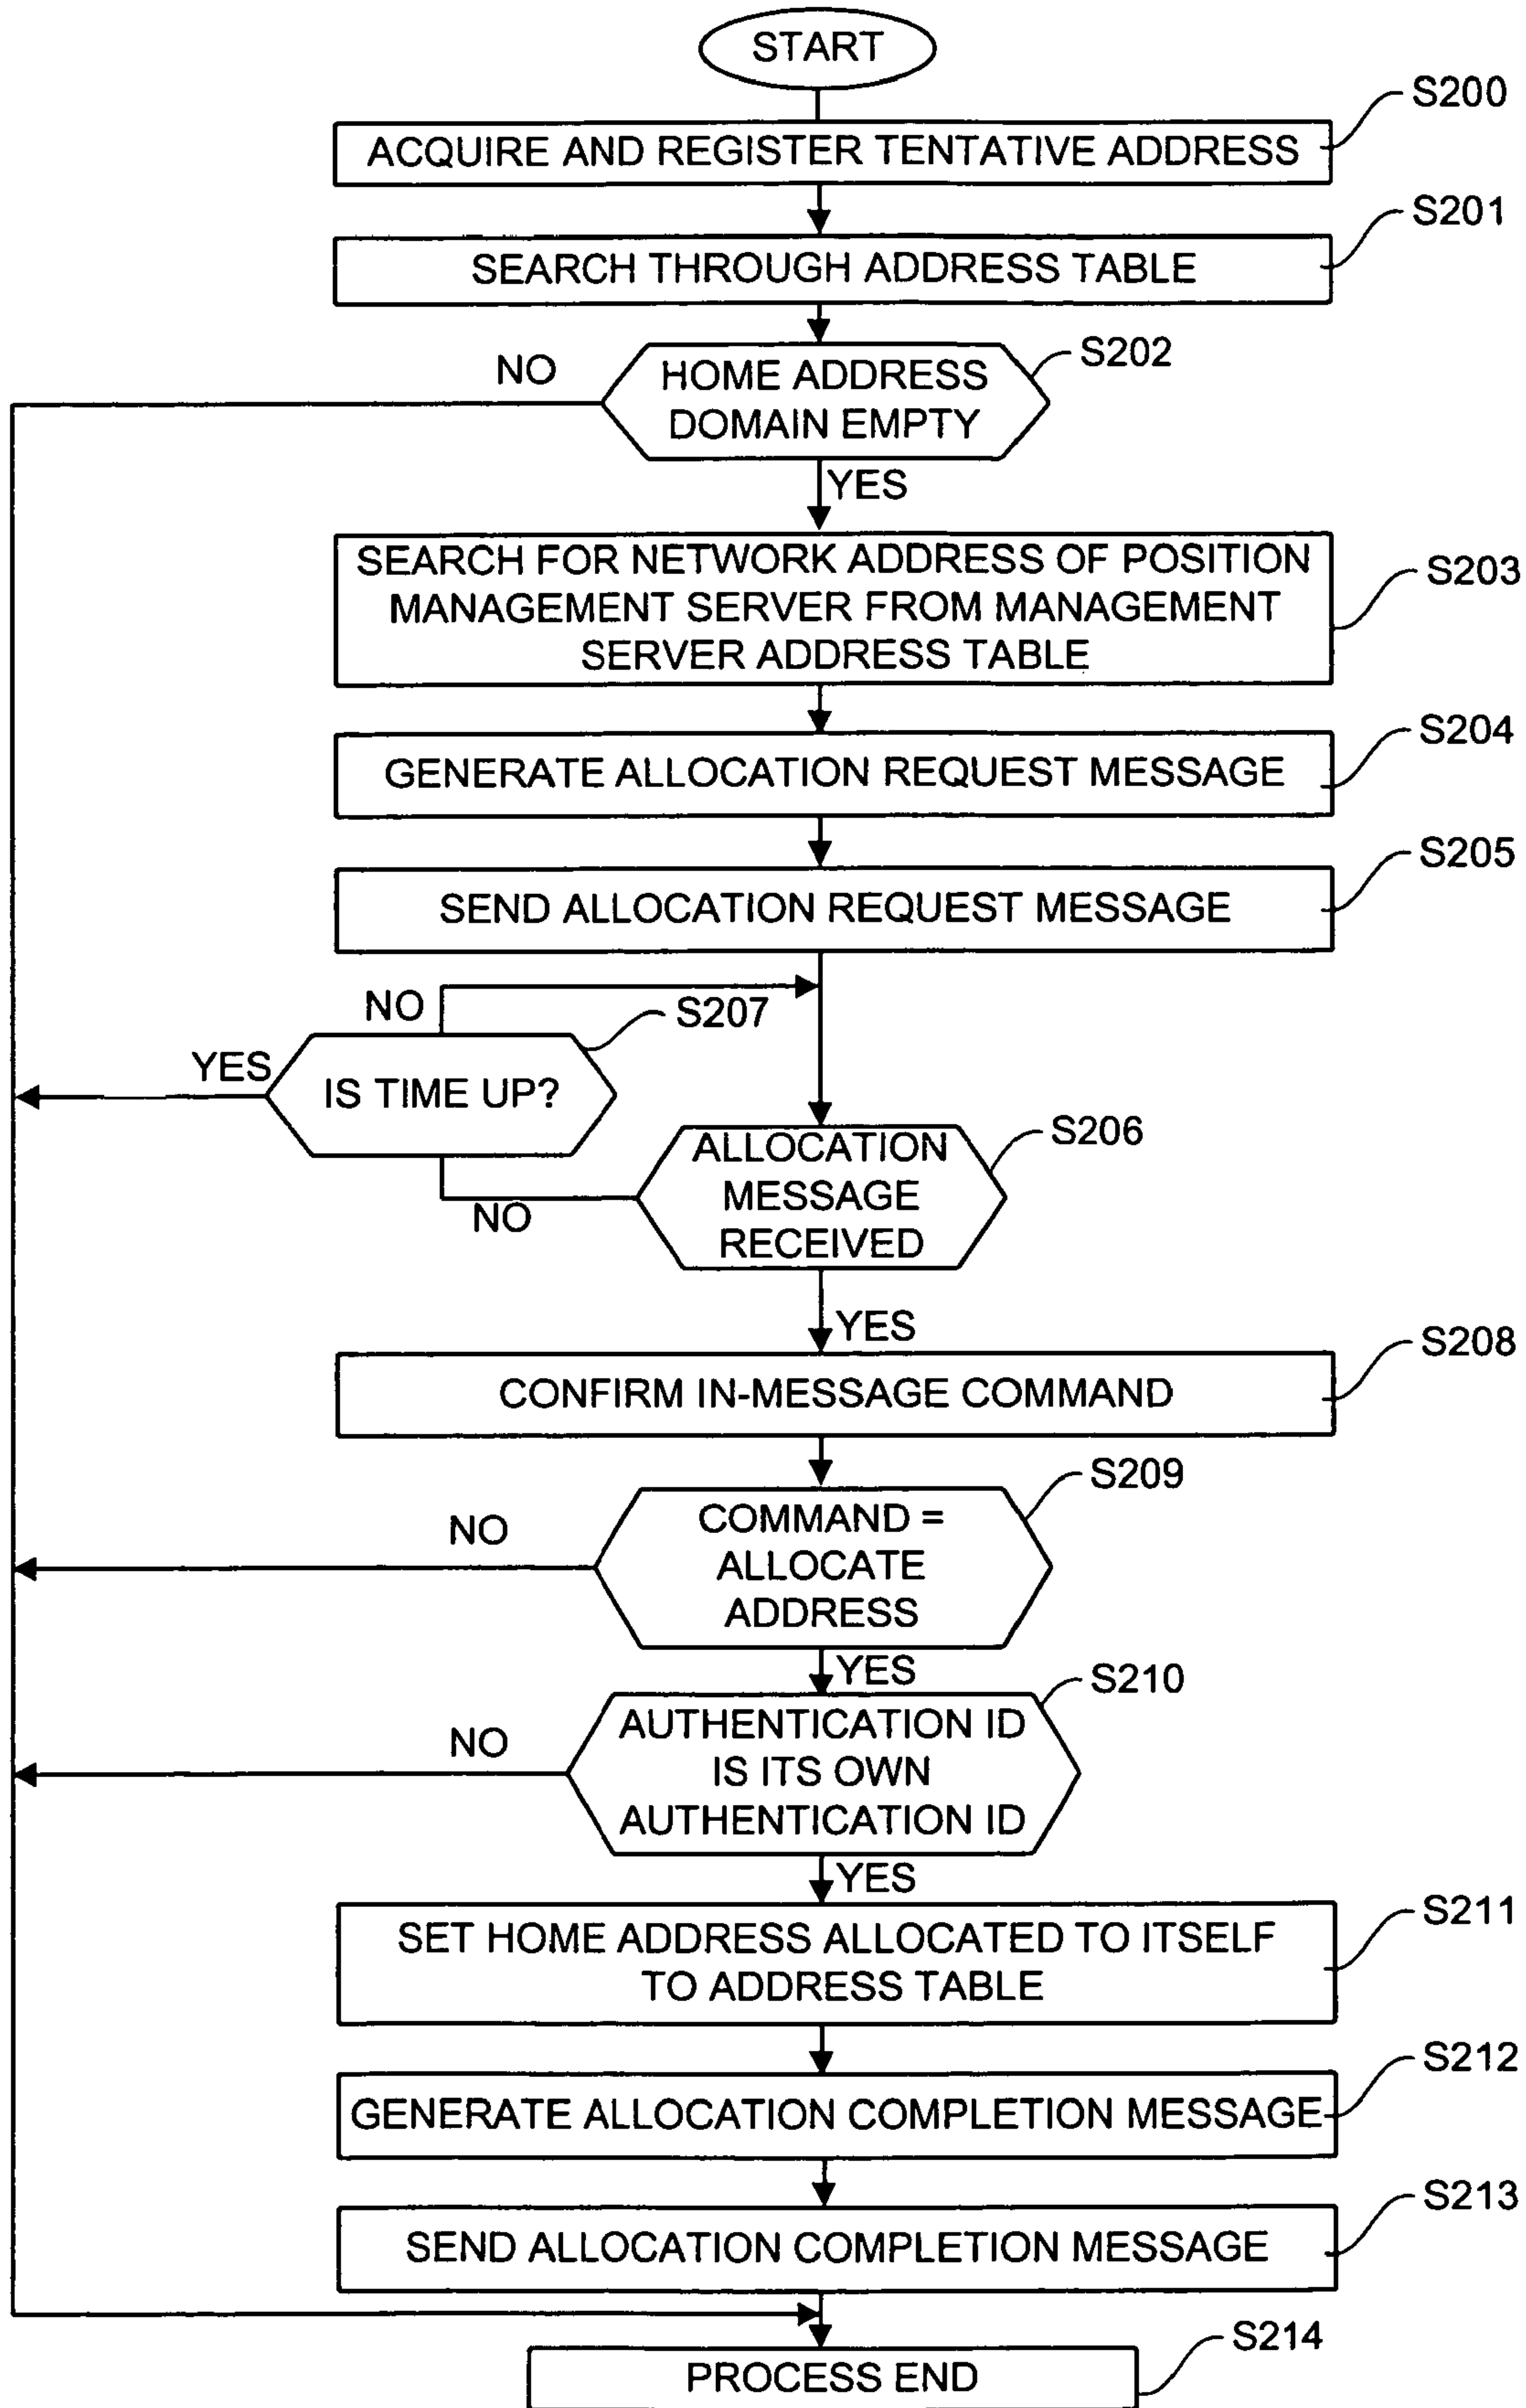 START
S200
ACQUIRE AND REGISTER TENTATIVE ADDRESS
S201
SEARCH THROUGH ADDRESS TABLE
S202
NO
HOME ADDRESS
DOMAIN EMPTY
YES
S203
SEARCH FOR NETWORK ADDRESS OF POSITION
MANAGEMENT SERVER FROM MANAGEMENT
SERVER ADDRESS TABLE
S204
GENERATE ALLOCATION REQUEST MESSAGE
S205
SEND ALLOCATION REQUEST MESSAGE
NO
S207
YES
IS TIME UP?
S206
ALLOCATION
MESSAGE
RECEIVED
NO
YES
S208
CONFIRM IN-MESSAGE COMMAND
S209
NO
COMMAND =
ALLOCATE
ADDRESS
YES
S210
NO
AUTHENTICATION ID
IS ITS OWN
AUTHENTICATION ID
YES
S211
SET HOME ADDRESS ALLOCATED TO ITSELF
TO ADDRESS TABLE
S212
GENERATE ALLOCATION COMPLETION MESSAGE
S213
SEND ALLOCATION COMPLETION MESSAGE
S214
PROCESS END